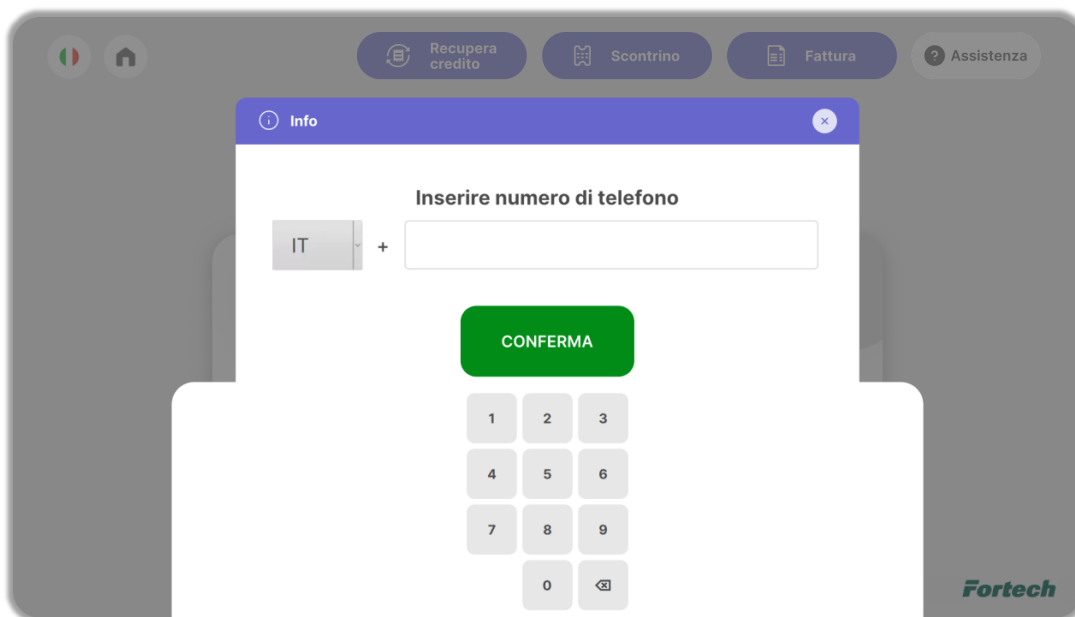 Recupera
credito
Scontrino
Fattura
? Assistenza
i Info
Inserire numero di telefono
IT +
CONFERMA
1 2 3
4 5 6
7 8 9
0
Fortech